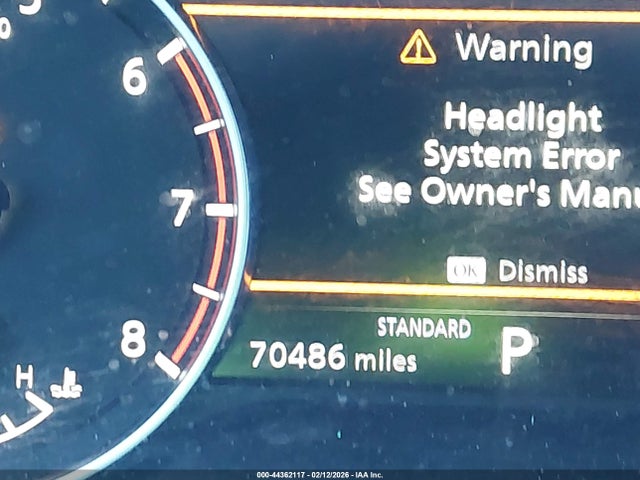 6
7
8
H
Warning
Headlight
System Error
See Owner's Manu
OK Dismiss
STANDARD
70486 miles
P
000-44362117 - 02/12/2026 - IAA Inc.